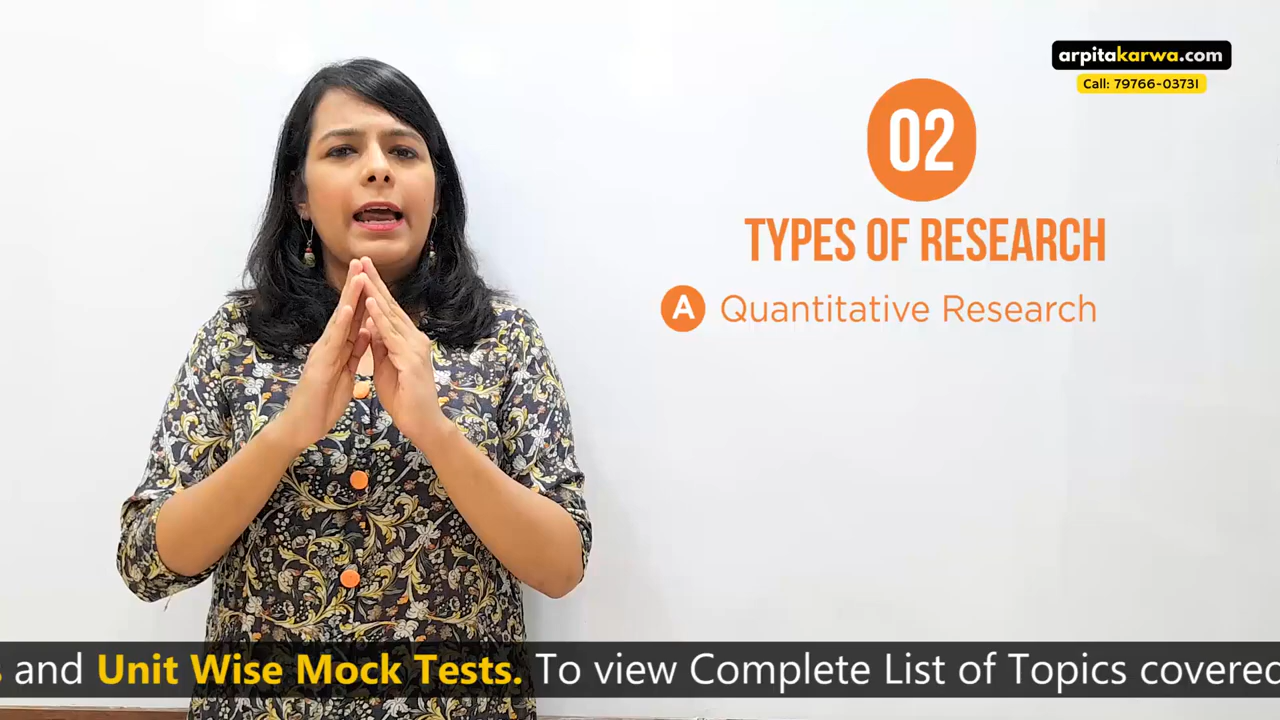 arpitakarwa.com
Call: 79766-03731
02
TYPES OF RESEARCH
A Quantitative Research
and Unit Wise Mock Tests. To view Complete List of Topics covered